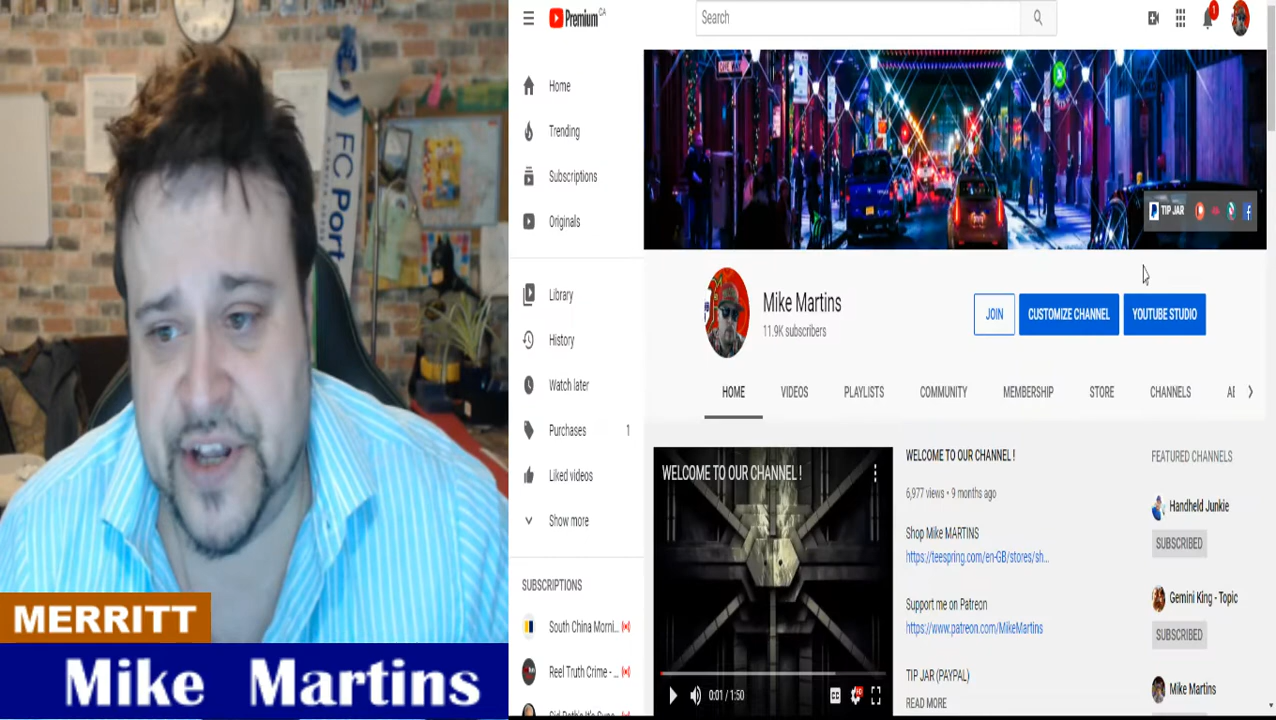 FC Port
MERRITT
Mike Martins
Premium CA
Search
1
Home
Trending
Subscriptions
Originals
Library
History
Watch later
Purchases 1
Liked videos
Show more
SUBSCRIPTIONS
South China Morni...
Reel Truth Crime - ...
TIP JAR
Mike Martins
11.9K subscribers
JOIN
CUSTOMIZE CHANNEL
YOUTUBE STUDIO
HOME
VIDEOS
PLAYLISTS
COMMUNITY
MEMBERSHIP
STORE
CHANNELS
WELCOME TO OUR CHANNEL !
0:01 / 1:50
WELCOME TO OUR CHANNEL !
6,977 views • 9 months ago
Shop Mike MARTINS
https://teespring.com/en-GB/stores/sh...
Support me on Patreon
https://www.patreon.com/MikeMartins
TIP JAR (PAYPAL)
READ MORE
FEATURED CHANNELS
Handheld Junkie
SUBSCRIBED
Gemini King - Topic
SUBSCRIBED
Mike Martins